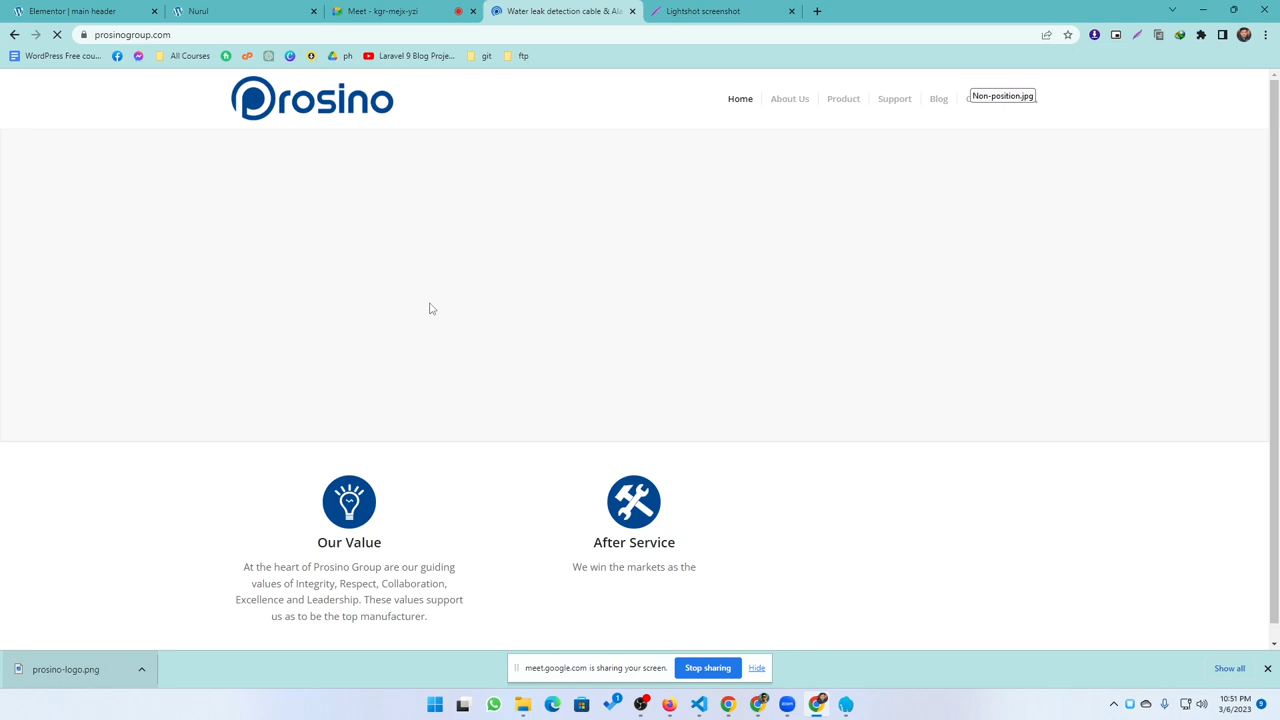 Elementor | main header
Nurul
Meet - kgr-mejx-yzi
Water leak detection cable & Ala
Lightshot screenshot
prosinogroup.com
WordPress Free cou...
All Courses
ph
Laravel 9 Blog Proje...
git
ftp
Prosino
Home
About Us
Product
Support
Blog
Non-position.jpg
Our Value
At the heart of Prosino Group are our guiding
values of Integrity, Respect, Collaboration,
Excellence and Leadership. These values support
us as to be the top manufacturer.
After Service
We win the markets as the
prosino-logo.png
meet.google.com is sharing your screen.
Stop sharing
Hide
Show all
1
zoom
10:51 PM
3/6/2023
9